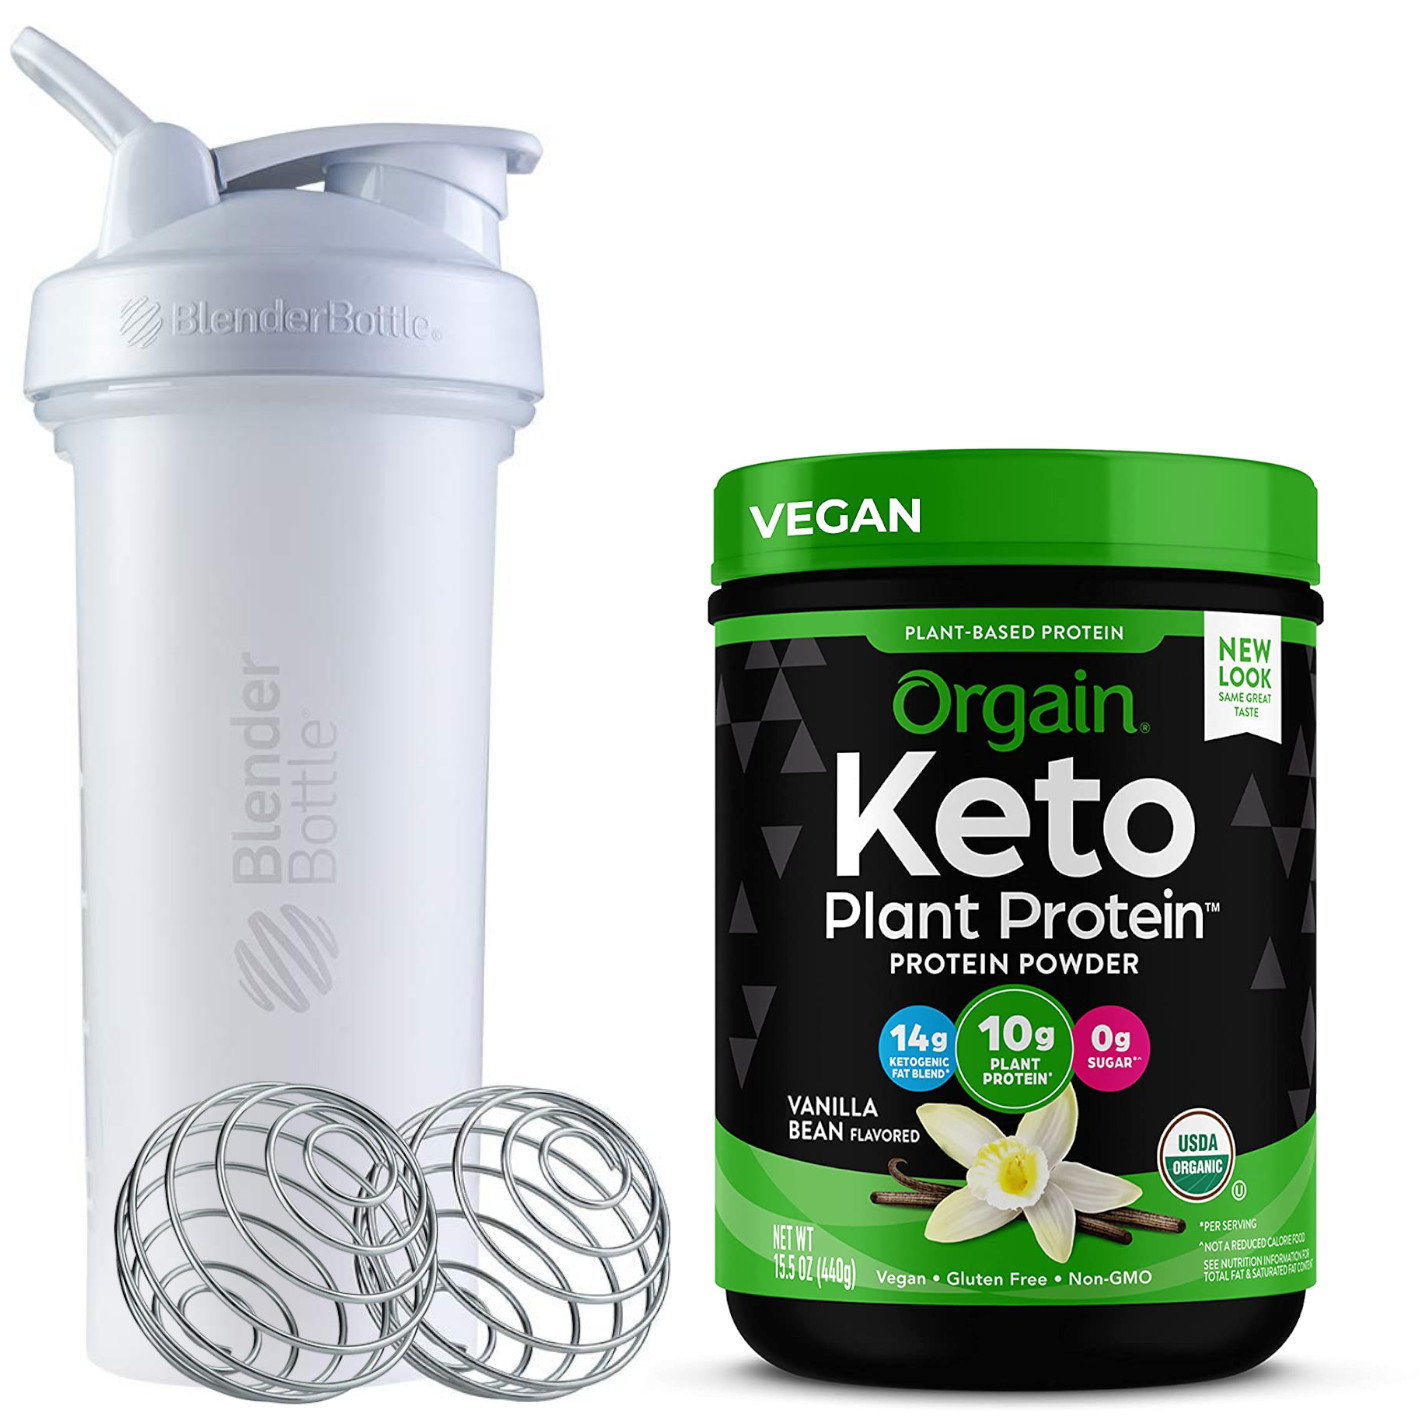 BlenderBottle®
Blender
Bottle™
VEGAN
PLANT-BASED PROTEIN
NEW
LOOK
SAME GREAT
TASTE
Orgain®
Keto
Plant Protein™
PROTEIN POWDER
14g
KETOGENIC
FAT BLEND*
10g
PLANT
PROTEIN*
0g
SUGAR*^
VANILLA
BEAN FLAVORED
USDA
ORGANIC
U
*PER SERVING
^NOT A REDUCED CALORIE FOOD
SEE NUTRITION INFORMATION FOR
TOTAL FAT & SATURATED FAT CONTENT
NET WT
15.5 OZ (440g)
Vegan • Gluten Free • Non-GMO